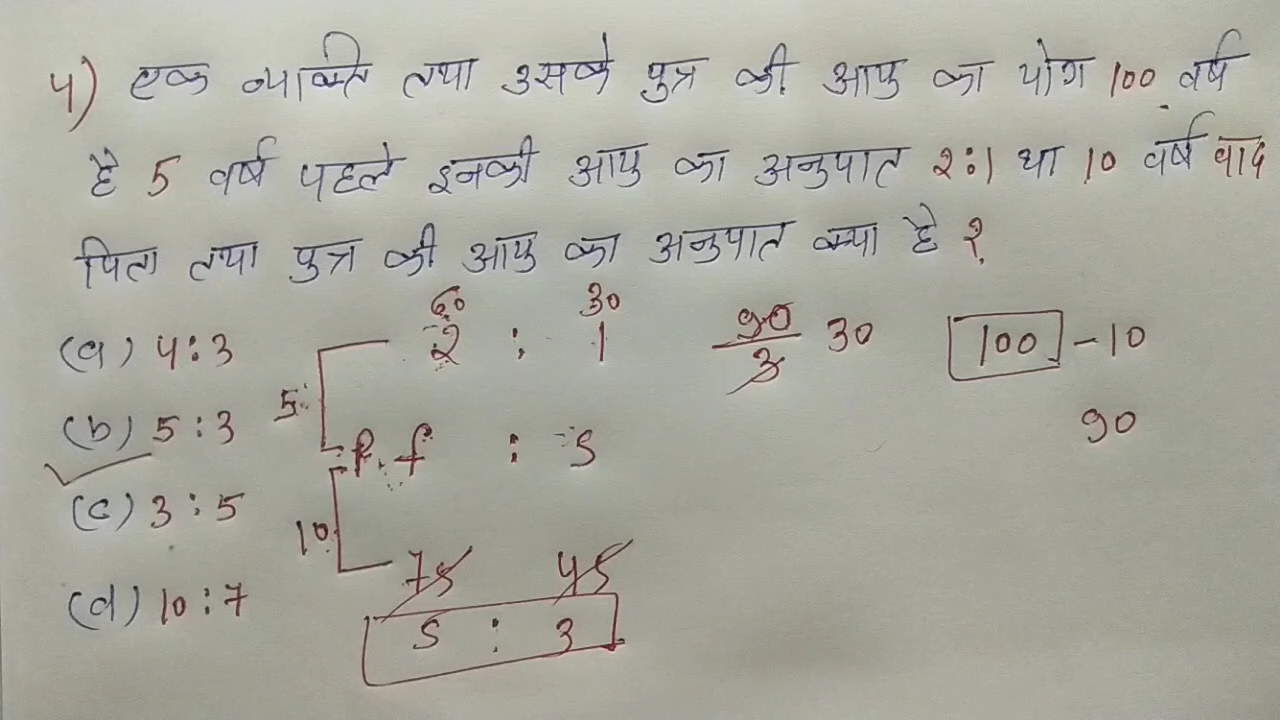 4) एक व्यक्ति तथा उसके पुत्र की आयु का योग 100 वर्ष
है 5 वर्ष पहले इनकी आयु का अनुपात 2:1 था 10 वर्ष बाद
पिता तथा पुत्र की आयु का अनुपात क्या है ?
60 30
(a) 4:3 2 : 1 90/3 30 100 - 10
5
(b) 5:3 P. f : S 90
(c) 3:5
10
75 45
(d) 10:7
5 : 3